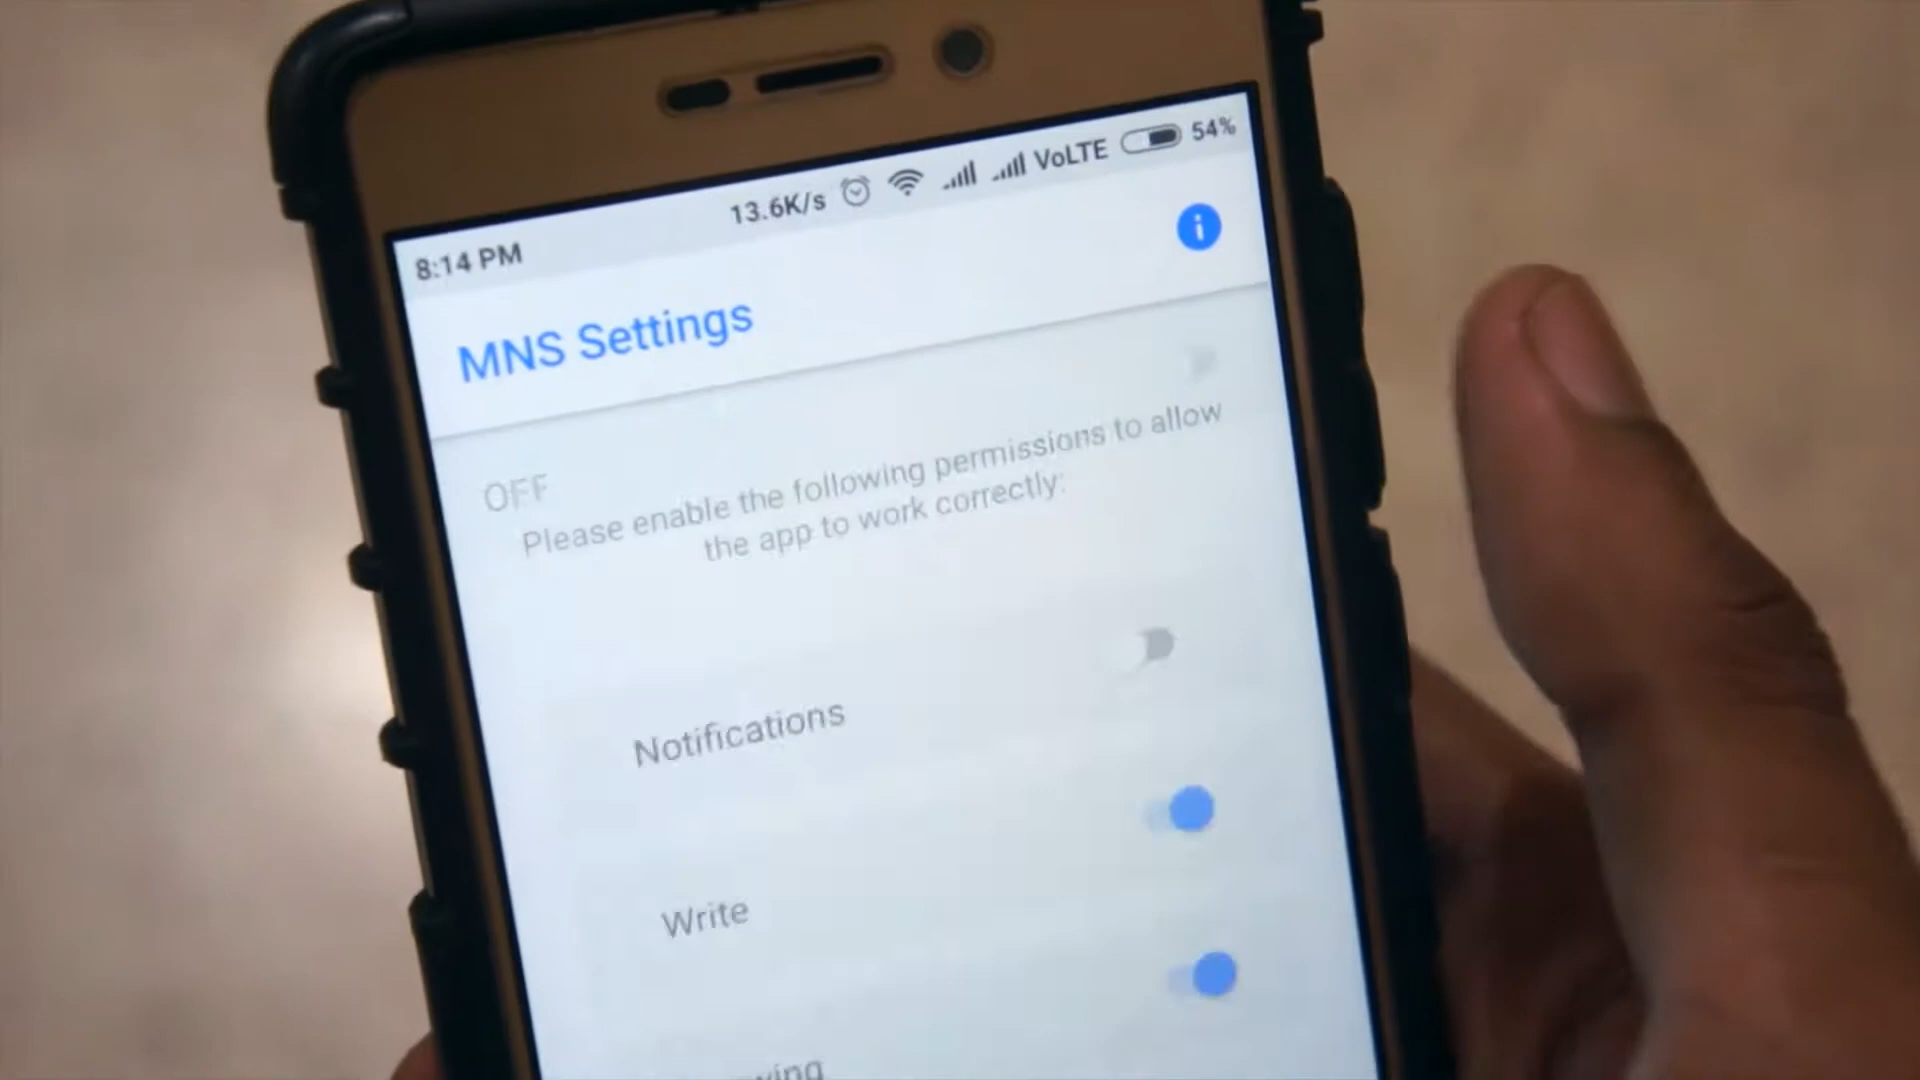 8:14 PM 13.6K/s VoLTE 54%
MNS Settings
OFF
Please enable the following permissions to allow
the app to work correctly:
Notifications
Write